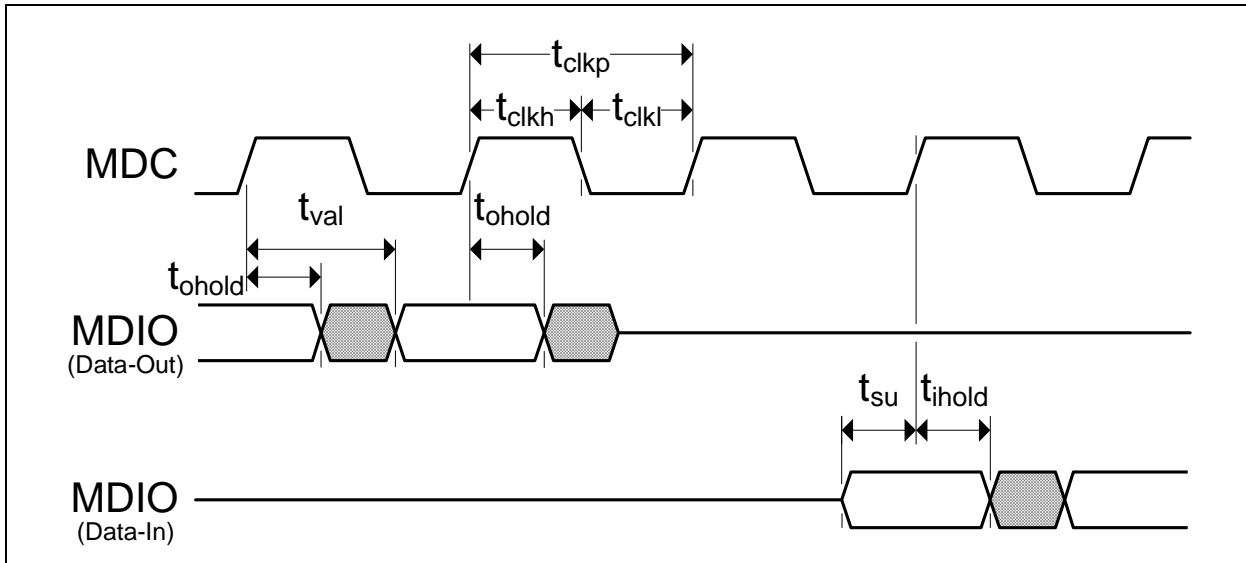 tclkp
tclkh tclkl
MDC
tval tohold
tohold
MDIO
(Data-Out)
tsu tihold
MDIO
(Data-In)